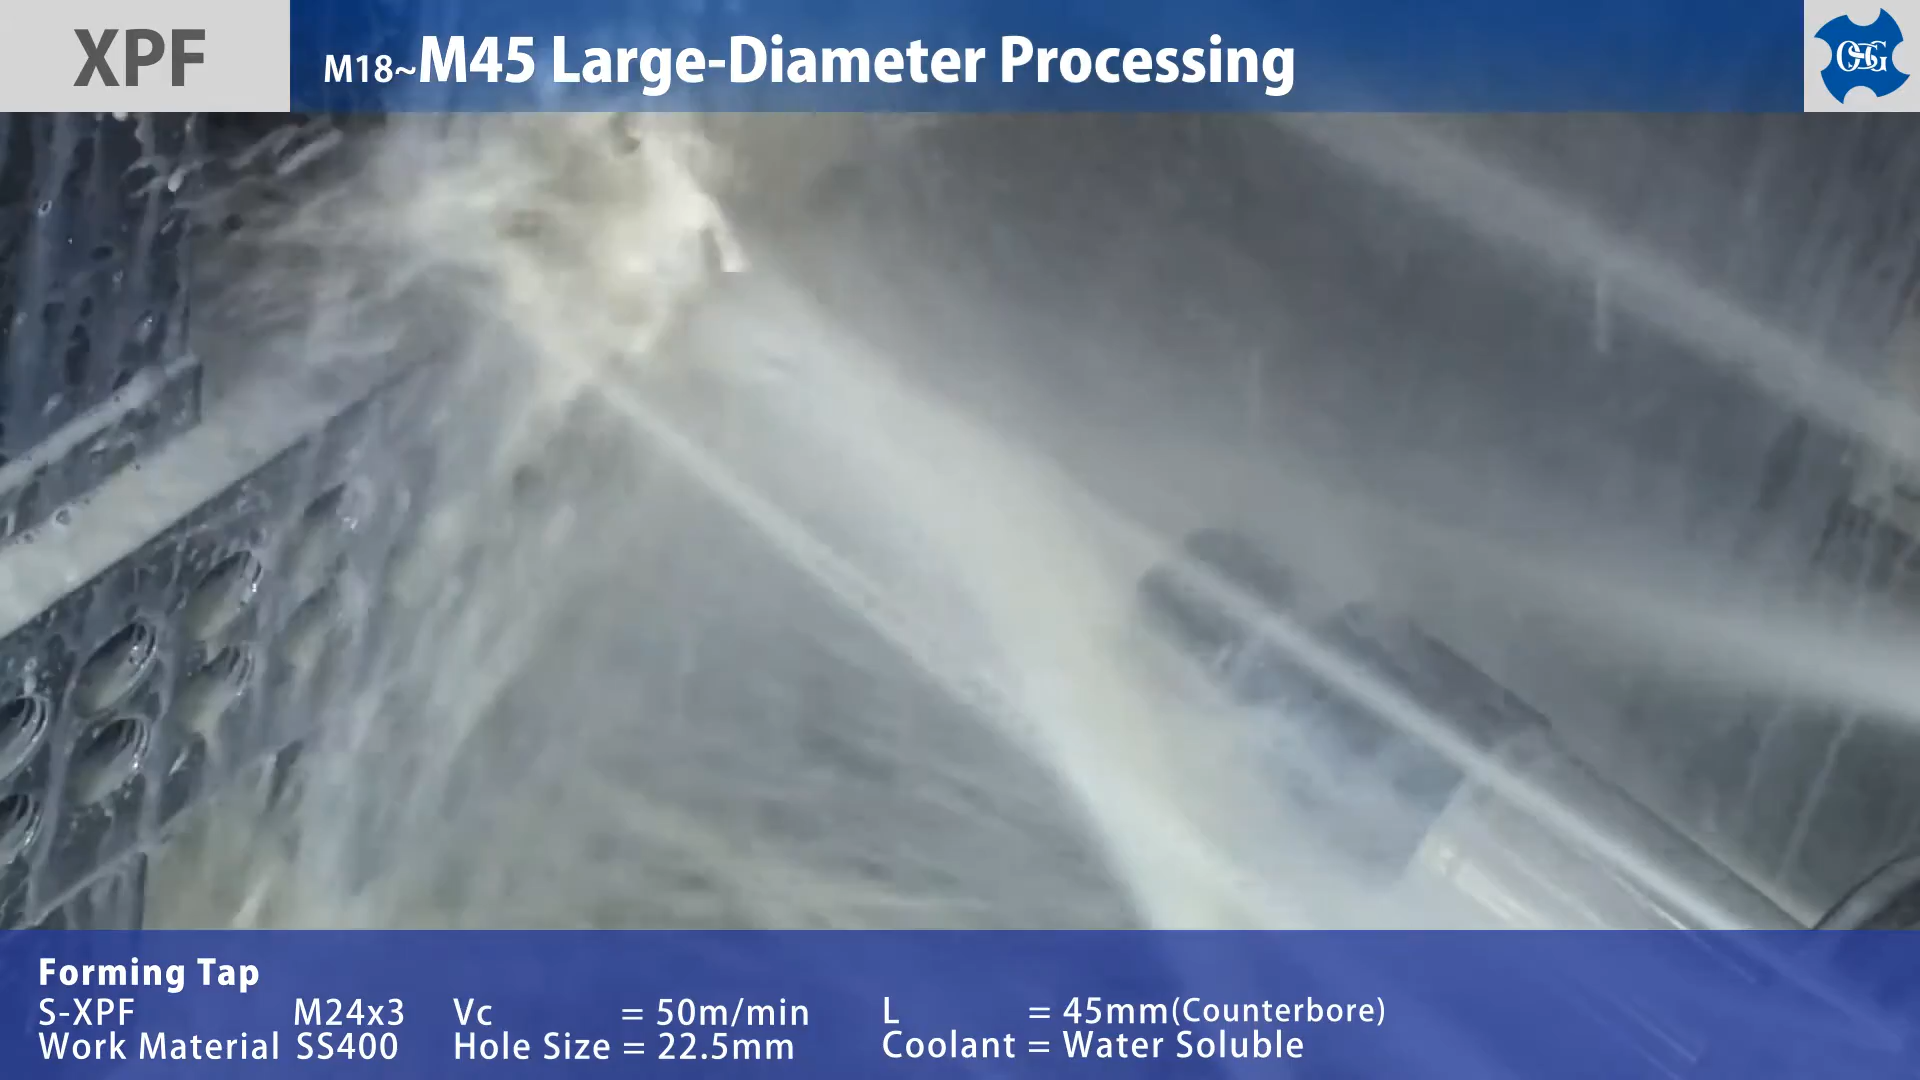 XPF
M18~M45 Large-Diameter Processing
OSG
Forming Tap
S-XPF M24x3 Vc = 50m/min L = 45mm(Counterbore)
Work Material SS400 Hole Size = 22.5mm Coolant = Water Soluble